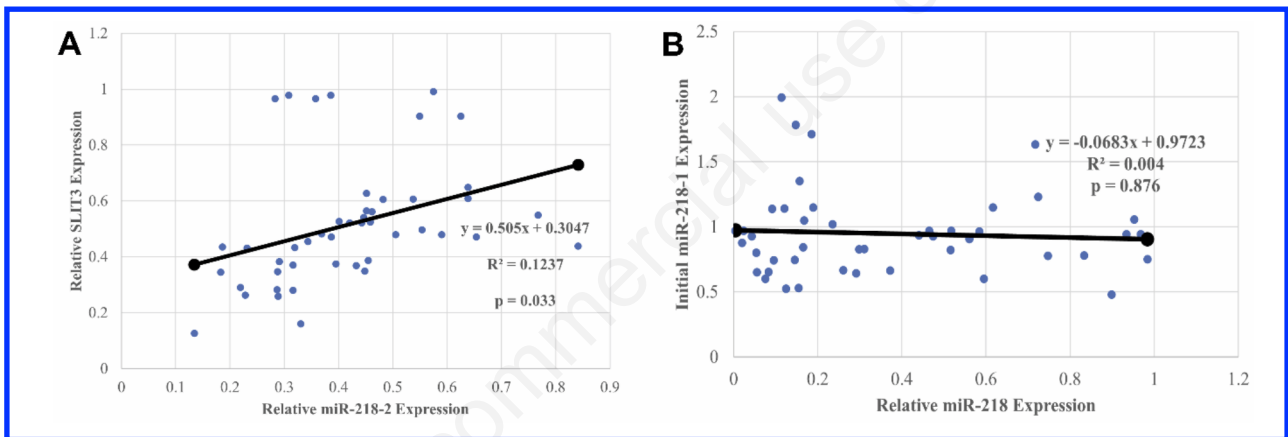 A
Relative SLIT3 Expression
1.2
1
0.8
0.6
0.4
0.2
0
0 0.1 0.2 0.3 0.4 0.5 0.6 0.7 0.8 0.9
Relative miR-218-2 Expression
y = 0.505x + 0.3047
R² = 0.1237
p = 0.033
B
Initial miR-218-1 Expression
2.5
2
1.5
1
0.5
0
0 0.2 0.4 0.6 0.8 1 1.2
Relative miR-218 Expression
y = -0.0683x + 0.9723
R² = 0.004
p = 0.876
commercial use